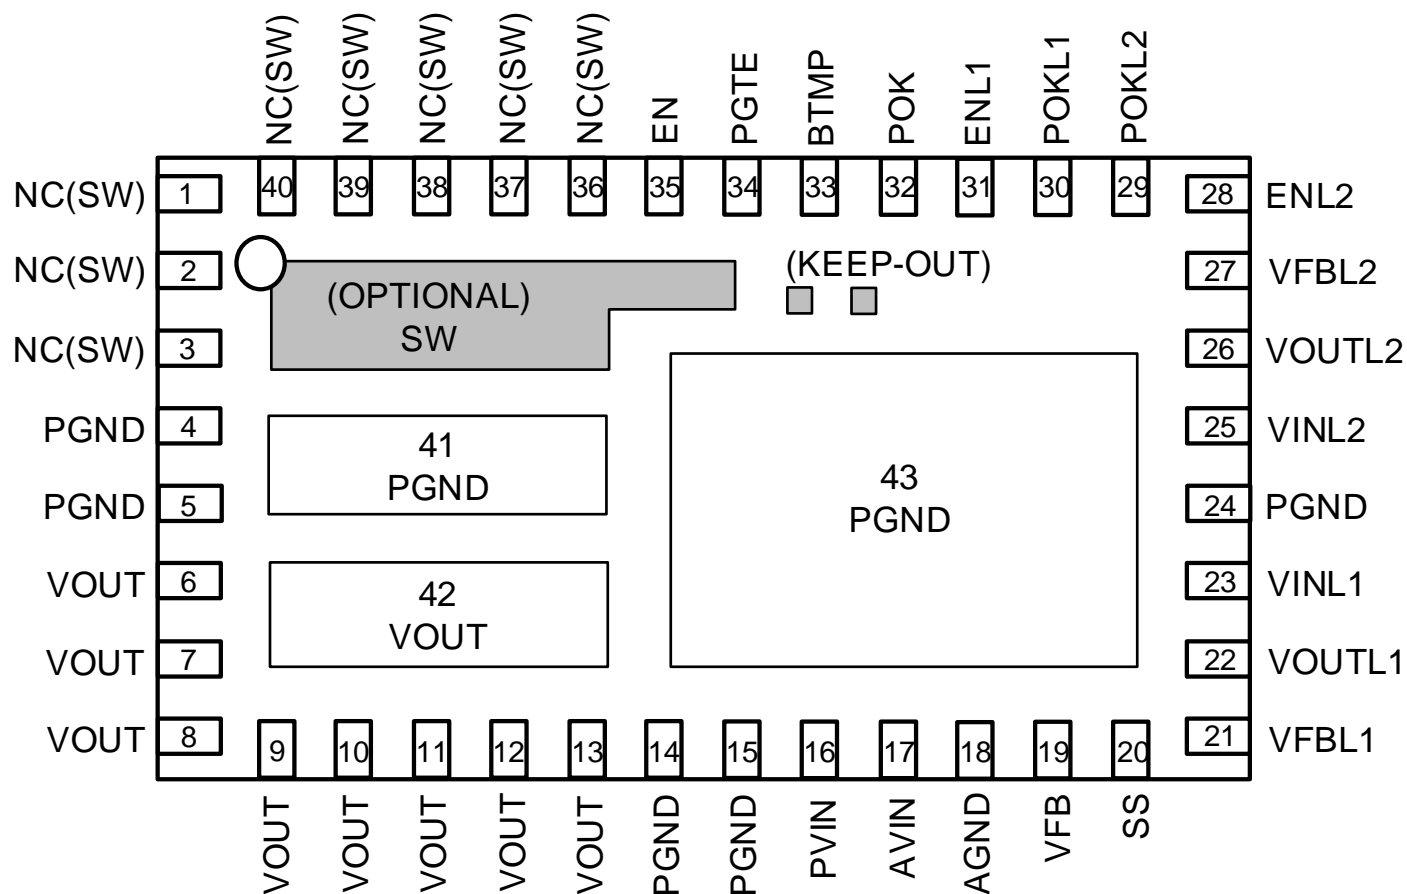 NC(SW)
NC(SW)
NC(SW)
NC(SW)
NC(SW)
EN
PGTE
BTMP
POK
ENL1
POKL1
POKL2
40
39
38
37
36
35
34
33
32
31
30
29
NC(SW) 1
28 ENL2
NC(SW) 2
27 VFBL2
(OPTIONAL)
SW
(KEEP-OUT)
NC(SW) 3
26 VOUTL2
PGND 4
25 VINL2
41
PGND
43
PGND
PGND 5
24 PGND
VOUT 6
23 VINL1
42
VOUT
VOUT 7
22 VOUTL1
VOUT 8
21 VFBL1
9
10
11
12
13
14
15
16
17
18
19
20
VOUT
VOUT
VOUT
VOUT
VOUT
PGND
PGND
PVIN
AVIN
AGND
VFB
SS